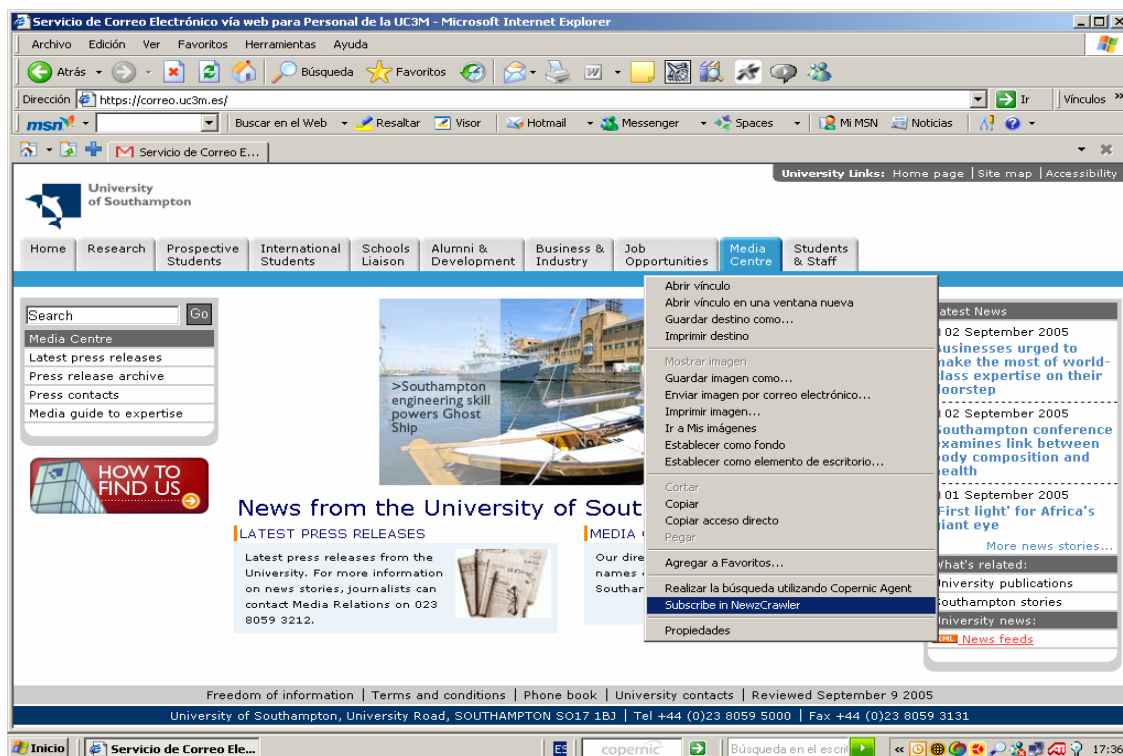 Servicio de Correo Electrónico vía web para Personal de la UC3M - Microsoft Internet Explorer
Archivo Edición Ver Favoritos Herramientas Ayuda
Atrás Búsqueda Favoritos
Dirección https://correo.uc3m.es/ Ir Vínculos »
msn Buscar en el Web Resaltar Visor Hotmail Messenger Spaces Mi MSN Noticias
Servicio de Correo E...
University Links: Home page | Site map | Accessibility
University
of Southampton
Home Research Prospective International Schools Alumni & Business & Job Media Students
Students Students Liaison Development Industry Opportunities Centre & Staff
Search Go
Media Centre
Latest press releases
Press release archive
Press contacts
Media guide to expertise
HOW TO
FIND US
>Southampton
engineering skill
powers Ghost
Ship
News from the University of Sout
LATEST PRESS RELEASES
Latest press releases from the
University. For more information
on news stories, journalists can
contact Media Relations on 023
8059 3212.
MEDIA
Our dire
names
Southar
Abrir vínculo
Abrir vínculo en una ventana nueva
Guardar destino como...
Imprimir destino
Mostrar imagen
Guardar imagen como...
Enviar imagen por correo electrónico...
Imprimir imagen...
Ir a Mis imágenes
Establecer como fondo
Establecer como elemento de escritorio...
Cortar
Copiar
Copiar acceso directo
Pegar
Agregar a Favoritos...
Realizar la búsqueda utilizando Copernic Agent
Subscribe in NewzCrawler
Propiedades
atest News
02 September 2005
usinesses urged to
make the most of world-
lass expertise on their
doorstep
02 September 2005
Southampton conference
examines link between
body composition and
health
01 September 2005
'First light' for Africa's
giant eye
More news stories...
What's related:
University publications
Southampton stories
University news:
XML News feeds
Freedom of information | Terms and conditions | Phone book | University contacts | Reviewed September 9 2005
University of Southampton, University Road, SOUTHAMPTON SO17 1BJ | Tel +44 (0)23 8059 5000 | Fax +44 (0)23 8059 3131
Inicio Servicio de Correo Ele... ES copernic Búsqueda en el escril « 17:36